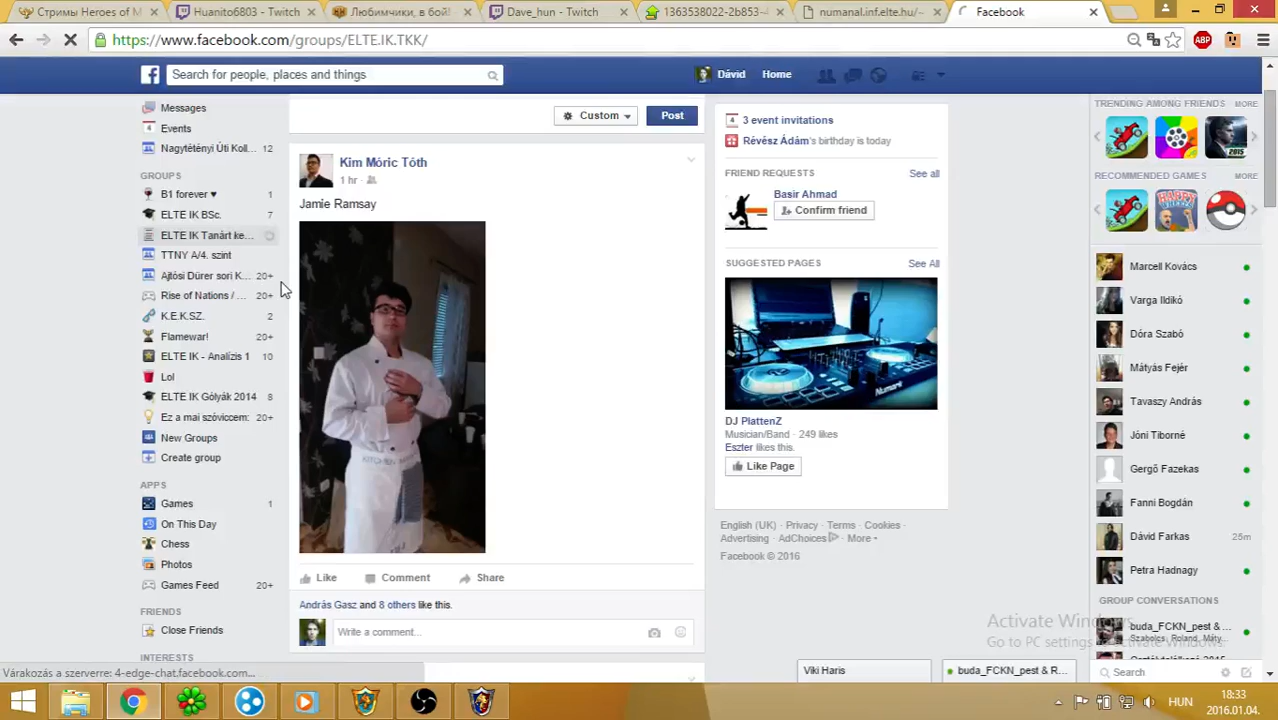 Стримы Heroes of M
Huanito6803 - Twitch
Любимчики, в бой!
Dave_hun - Twitch
1363538022-2b853-4
numanal.inf.elte.hu/~
Facebook
https://www.facebook.com/groups/ELTE.IK.TKK/
ABP
Search for people, places and things
Dávid
Home
Messages
Events
Nagytétényi Úti Koll... 12
GROUPS
B1 forever ♥ 1
ELTE IK BSc. 7
ELTE IK Tanárt ke...
TTNY A/4. szint
Ajtósi Dürer sori K... 20+
Rise of Nations / ... 20+
K.E.K.SZ. 2
Flamewar! 20+
ELTE IK - Analízis 1 10
Lol
ELTE IK Gólyák 2014 8
Ez a mai szóviccem: 20+
New Groups
Create group
APPS
Games 1
On This Day
Chess
Photos
Games Feed 20+
FRIENDS
Close Friends
INTERESTS
Várakozás a szerverre: 4-edge-chat.facebook.com...
Custom
Post
Kim Móric Tóth
1 hr
Jamie Ramsay
KITCHEN
Like
Comment
Share
András Gasz and 8 others like this.
Write a comment...
4
3 event invitations
Révész Ádám's birthday is today
FRIEND REQUESTS
See all
Basir Ahmad
Confirm friend
SUGGESTED PAGES
See All
Numark
DJ PlattenZ
Musician/Band · 249 likes
Eszter likes this.
Like Page
English (UK) · Privacy · Terms · Cookies ·
Advertising · AdChoices · More
Facebook © 2016
TRENDING AMONG FRIENDS
MORE
2015
RECOMMENDED GAMES
MORE
Marcell Kovács
Varga Ildikó
Dóra Szabó
Mátyás Fejér
Tavaszy András
Jóni Tiborné
Gergő Fazekas
Fanni Bogdán
Dávid Farkas 25m
Petra Hadnagy
GROUP CONVERSATIONS
buda_FCKN_pest & ...
Szabolcs, Roland, Máty...
Search
Activate Windows
Go to PC settings to activate Windows.
Viki Haris
buda_FCKN_pest & R...
HUN
18:33
2016.01.04.